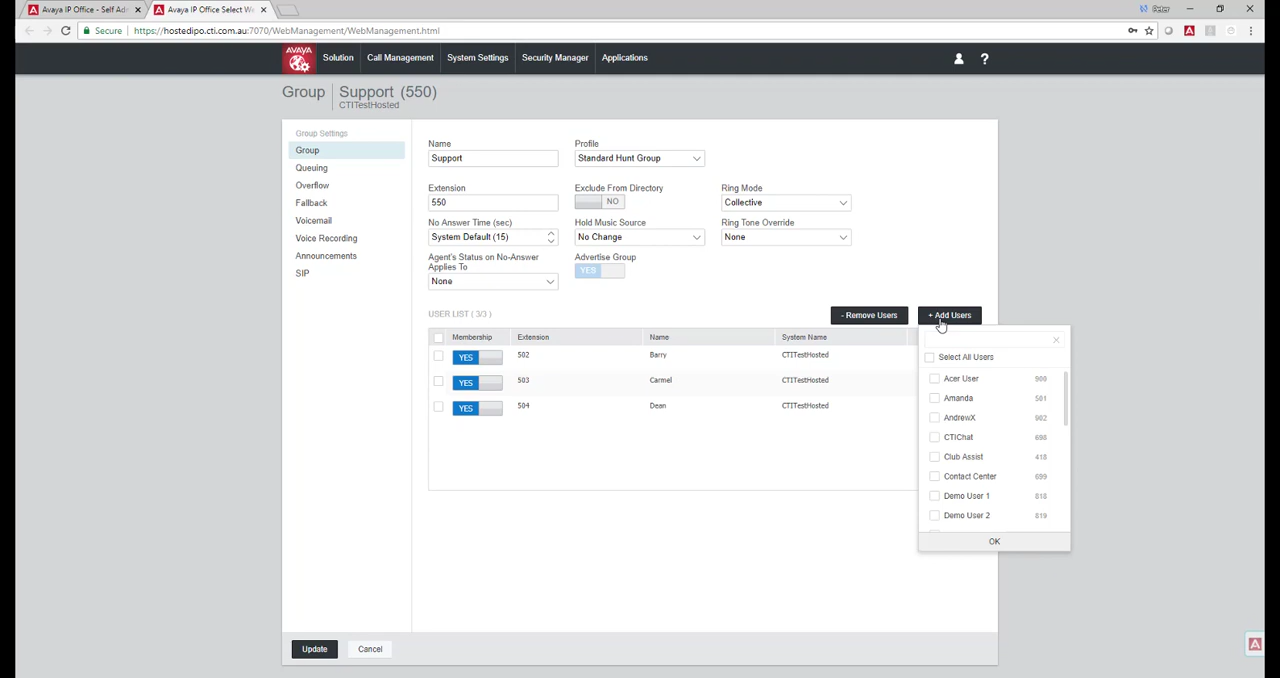 Avaya IP Office - Self Ad
Avaya IP Office Select We
Peter
Secure
https://hostedipo.cti.com.au:7070/WebManagement/WebManagement.html
AVAYA
Solution
Call Management
System Settings
Security Manager
Applications
?
Group
Support (550)
CTITestHosted
Group Settings
Group
Queuing
Overflow
Fallback
Voicemail
Voice Recording
Announcements
SIP
Name
Profile
Support
Standard Hunt Group
Extension
Exclude From Directory
Ring Mode
550
NO
Collective
No Answer Time (sec)
Hold Music Source
Ring Tone Override
System Default (15)
No Change
None
Agent's Status on No-Answer
Applies To
Advertise Group
None
YES
USER LIST ( 3/3 )
- Remove Users
+ Add Users
Membership
Extension
Name
System Name
YES
502
Barry
CTITestHosted
YES
503
Carmel
CTITestHosted
YES
504
Dean
CTITestHosted
Select All Users
Acer User 900
Amanda 501
AndrewX 902
CTIChat 698
Club Assist 418
Contact Center 699
Demo User 1 818
Demo User 2 819
OK
Update
Cancel